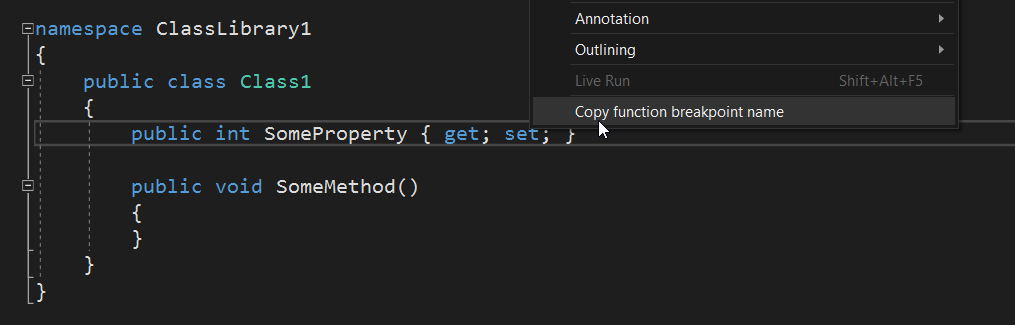 namespace ClassLibrary1
{
public class Class1
{
public int SomeProperty { get; set; }
public void SomeMethod()
{
}
}
}
Annotation
Outlining
Live Run Shift+Alt+F5
Copy function breakpoint name